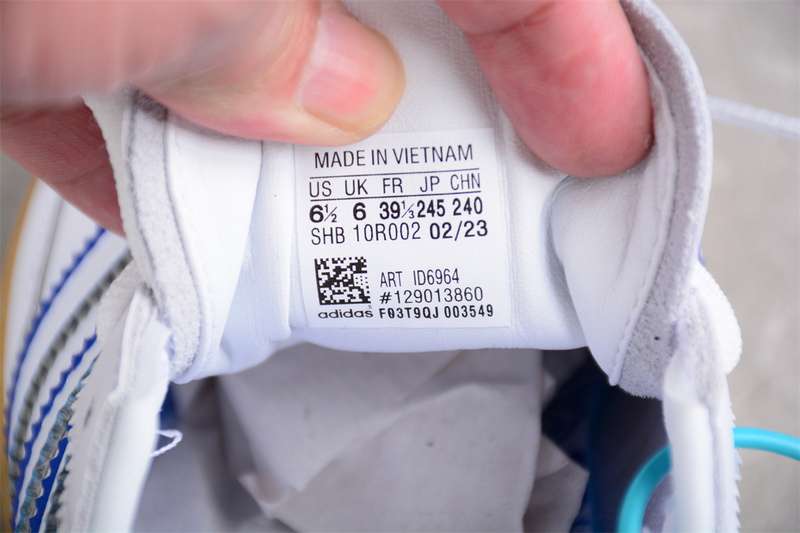 MADE IN VIETNAM
US UK FR JP CHN
6½ 6 39⅓ 245 240
SHB 10R002 02/23
ART ID6964
#129013860
adidas F03T9QJ 003549